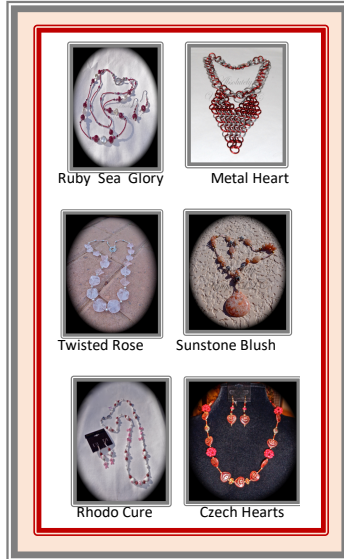 Ruby Sea Glory
Metal Heart
Twisted Rose
Sunstone Blush
Rhodo Cure
Czech Hearts